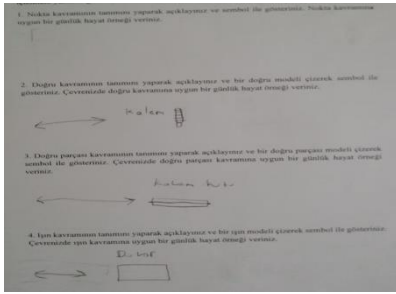 1. Nokta kavramının tanımını yaparak açıklayınız ve sembol ile gösteriniz. Nokta kavramına
uygun bir günlük hayat örneği veriniz.
2. Doğru kavramının tanımını yaparak açıklayınız ve bir doğru modeli çizerek sembol ile
gösteriniz. Çevrenizde doğru kavramına uygun bir günlük hayat örneği veriniz.
kalem
3. Doğru parçası kavramının tanımını yaparak açıklayınız ve bir doğru parçası modeli çizerek
sembol ile gösteriniz. Çevrenizde doğru parçası kavramına uygun bir günlük hayat örneği
veriniz.
kalem
4. Işın kavramının tanımını yaparak açıklayınız ve bir ışın modeli çizerek sembol ile gösteriniz.
Çevrenizde ışın kavramına uygun bir günlük hayat örneği veriniz.
Duvar